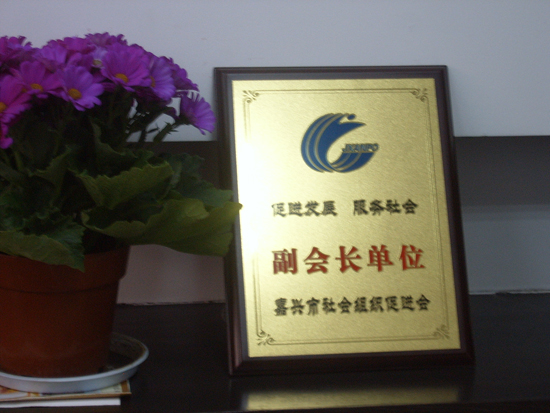 促进发展 服务社会
副会长单位
嘉兴市社会组织促进会